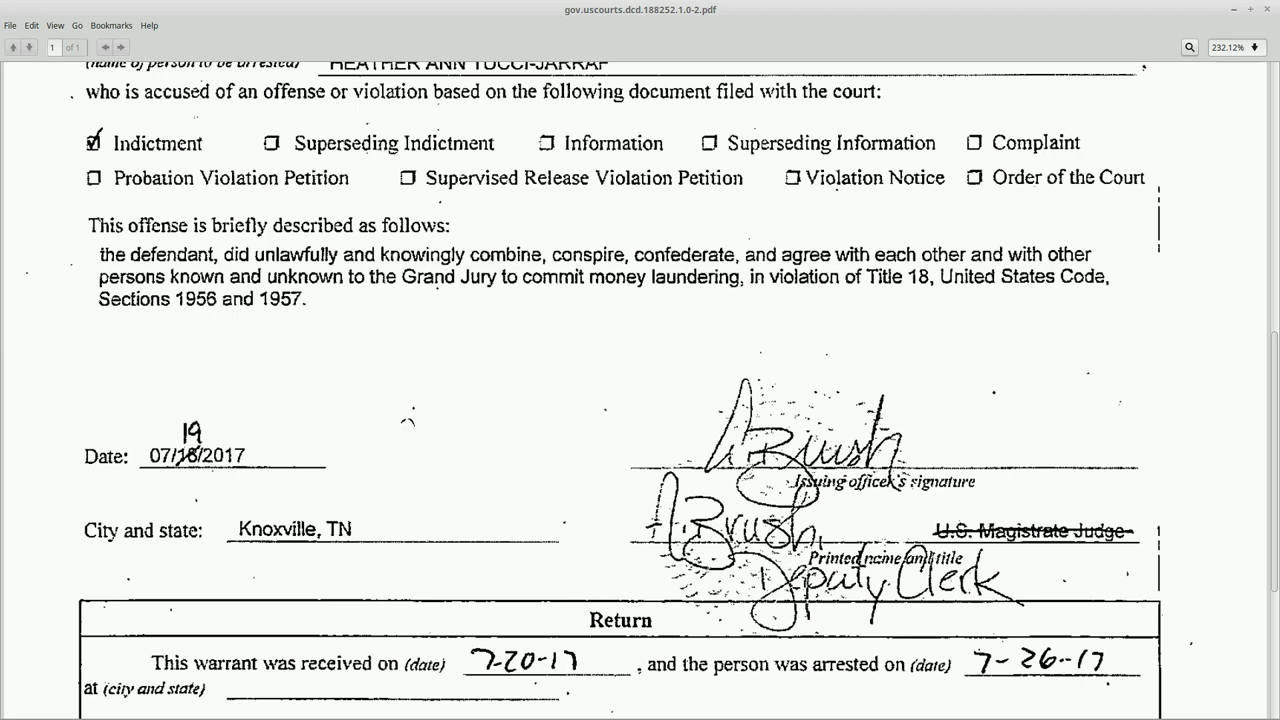 gov.uscourts.dcd.188252.1.0-2.pdf
File Edit View Go Bookmarks Help
1 of 1 232.12%
(name of person to be arrested) HEATHER ANN TUCCI-JARRAF ,
who is accused of an offense or violation based on the following document filed with the court:
Indictment Superseding Indictment Information Superseding Information Complaint
Probation Violation Petition Supervised Release Violation Petition Violation Notice Order of the Court
This offense is briefly described as follows:
the defendant, did unlawfully and knowingly combine, conspire, confederate, and agree with each other and with other
persons known and unknown to the Grand Jury to commit money laundering, in violation of Title 18, United States Code,
Sections 1956 and 1957.
19
Date: 07/18/2017 A. Brush
Issuing officer's signature
City and state: Knoxville, TN A. Brush, U.S. Magistrate Judge
Printed name and title
Deputy Clerk
Return
This warrant was received on (date) 7-20-17 , and the person was arrested on (date) 7-26-17
at (city and state) .